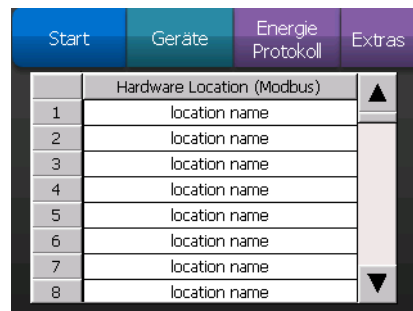 Start
Geräte
Energie
Protokoll
Extras
Hardware Location (Modbus)
1 location name
2 location name
3 location name
4 location name
5 location name
6 location name
7 location name
8 location name